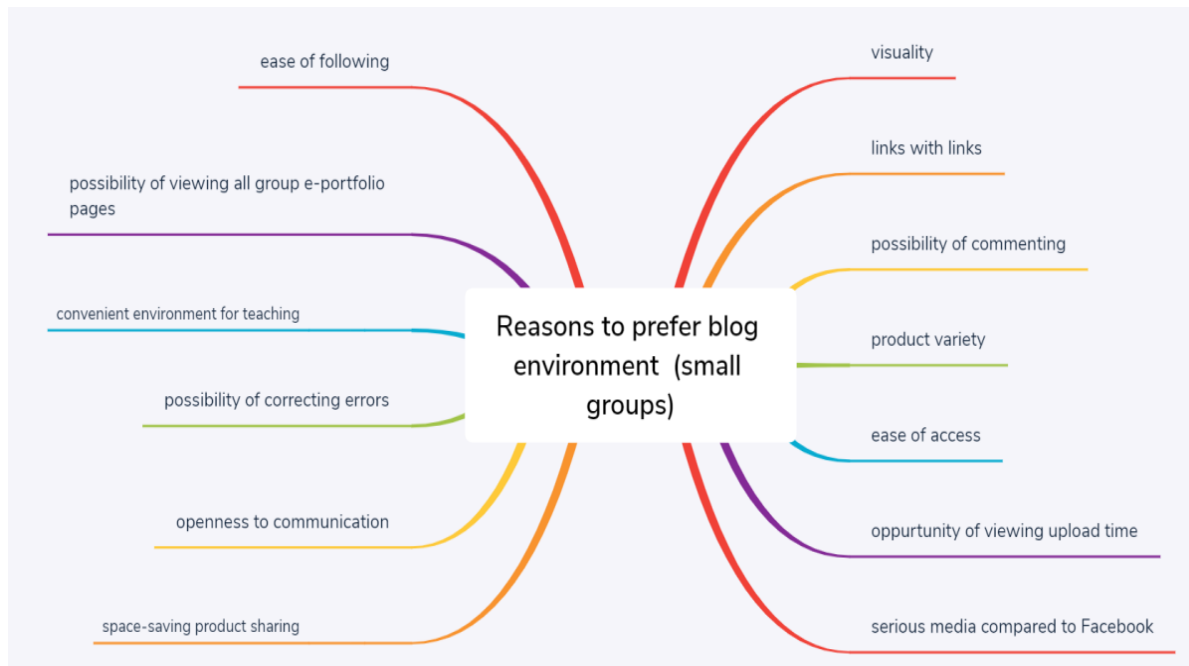 Reasons to prefer blog
environment (small
groups)
ease of following
possibility of viewing all group e-portfolio
pages
convenient environment for teaching
possibility of correcting errors
openness to communication
space-saving product sharing
visuality
links with links
possibility of commenting
product variety
ease of access
oppurtunity of viewing upload time
serious media compared to Facebook